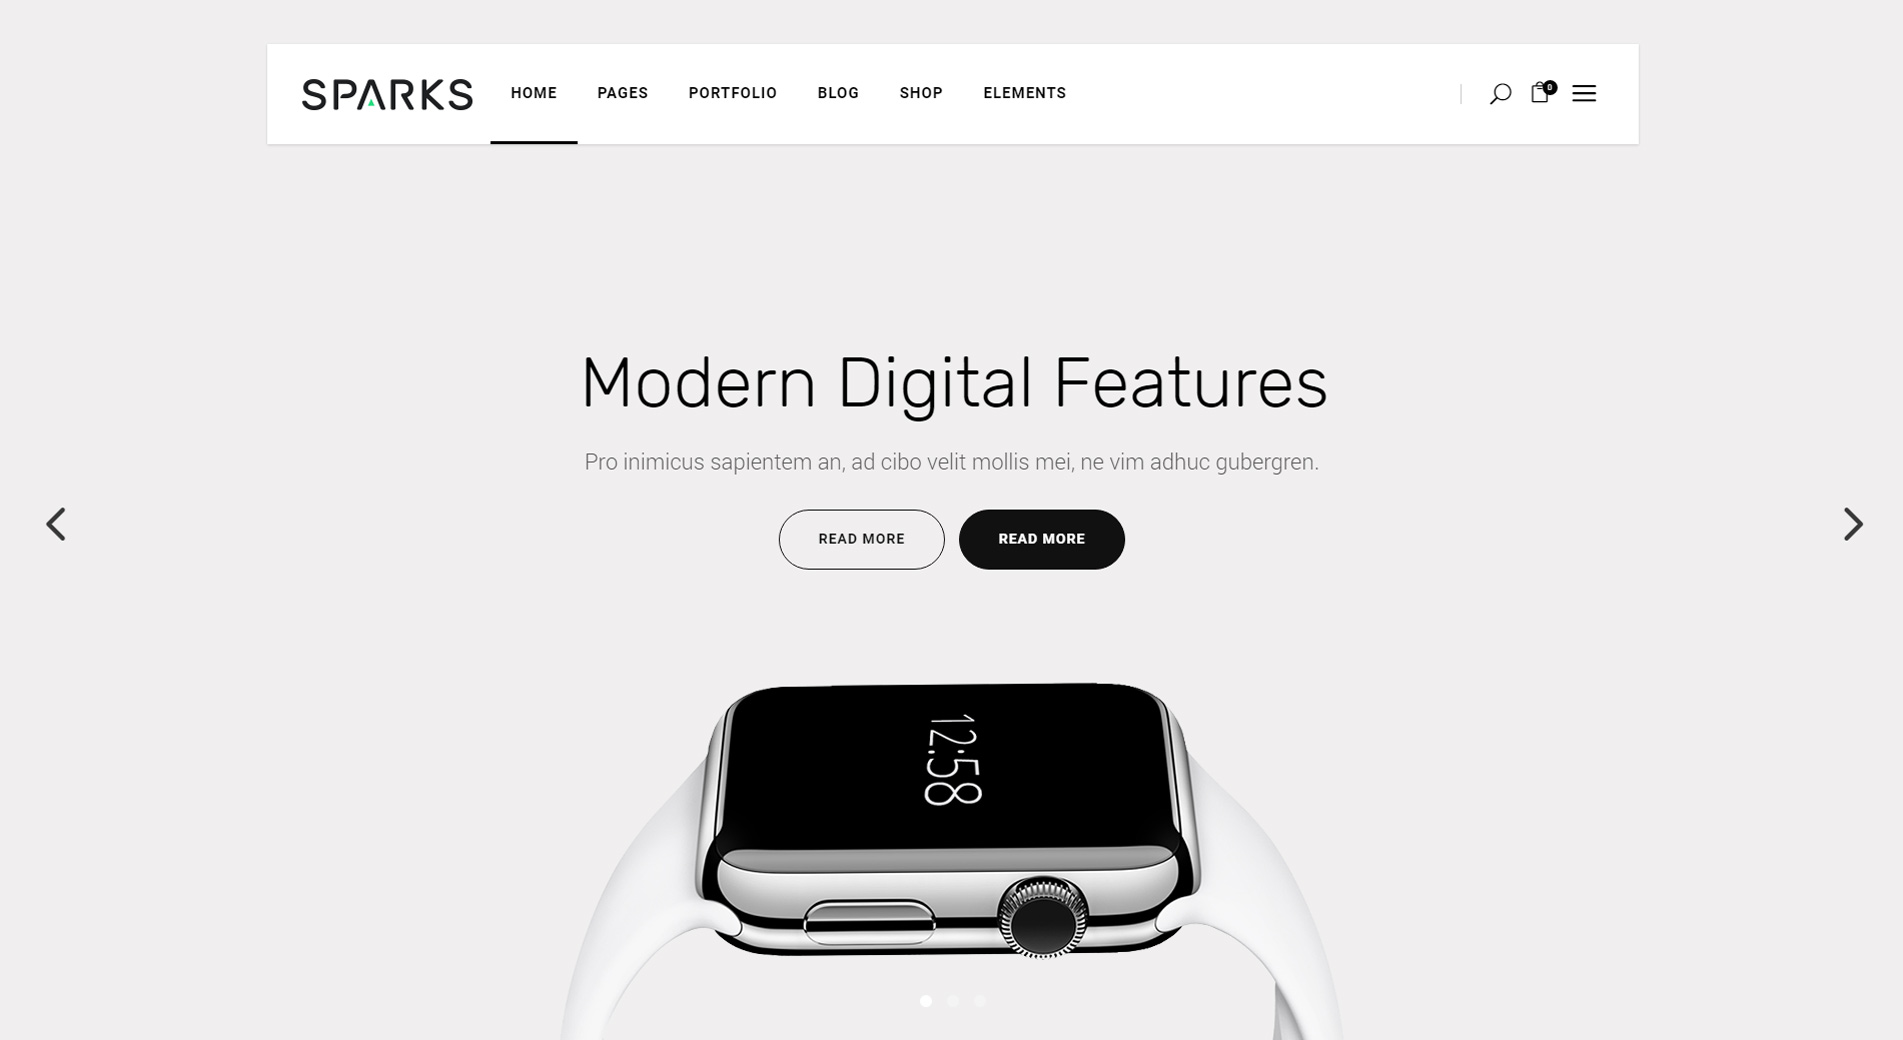 SPARKS HOME PAGES PORTFOLIO BLOG SHOP ELEMENTS 0
Modern Digital Features
Pro inimicus sapientem an, ad cibo velit mollis mei, ne vim adhuc gubergren.
READ MORE READ MORE
12:58